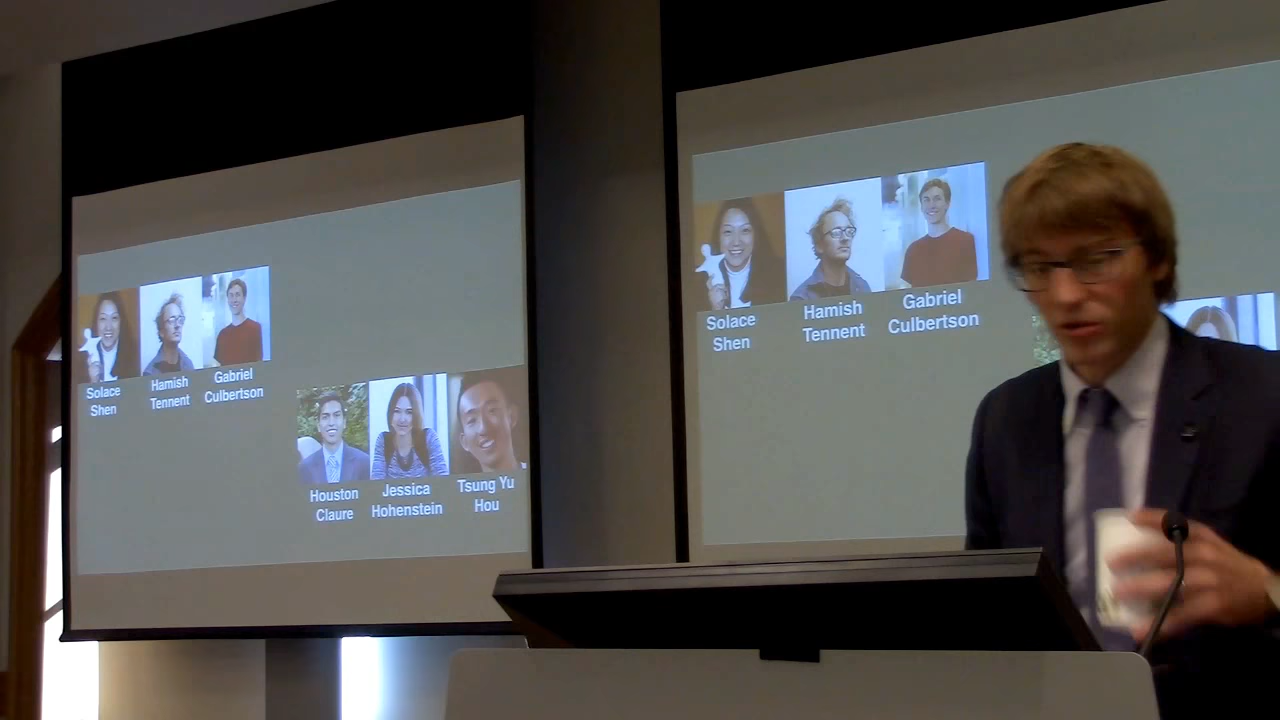 Solace
Shen
Hamish
Tennent
Gabriel
Culbertson
Houston
Claure
Jessica
Hohenstein
Tsung Yu
Hou
Solace
Shen
Hamish
Tennent
Gabriel
Culbertson